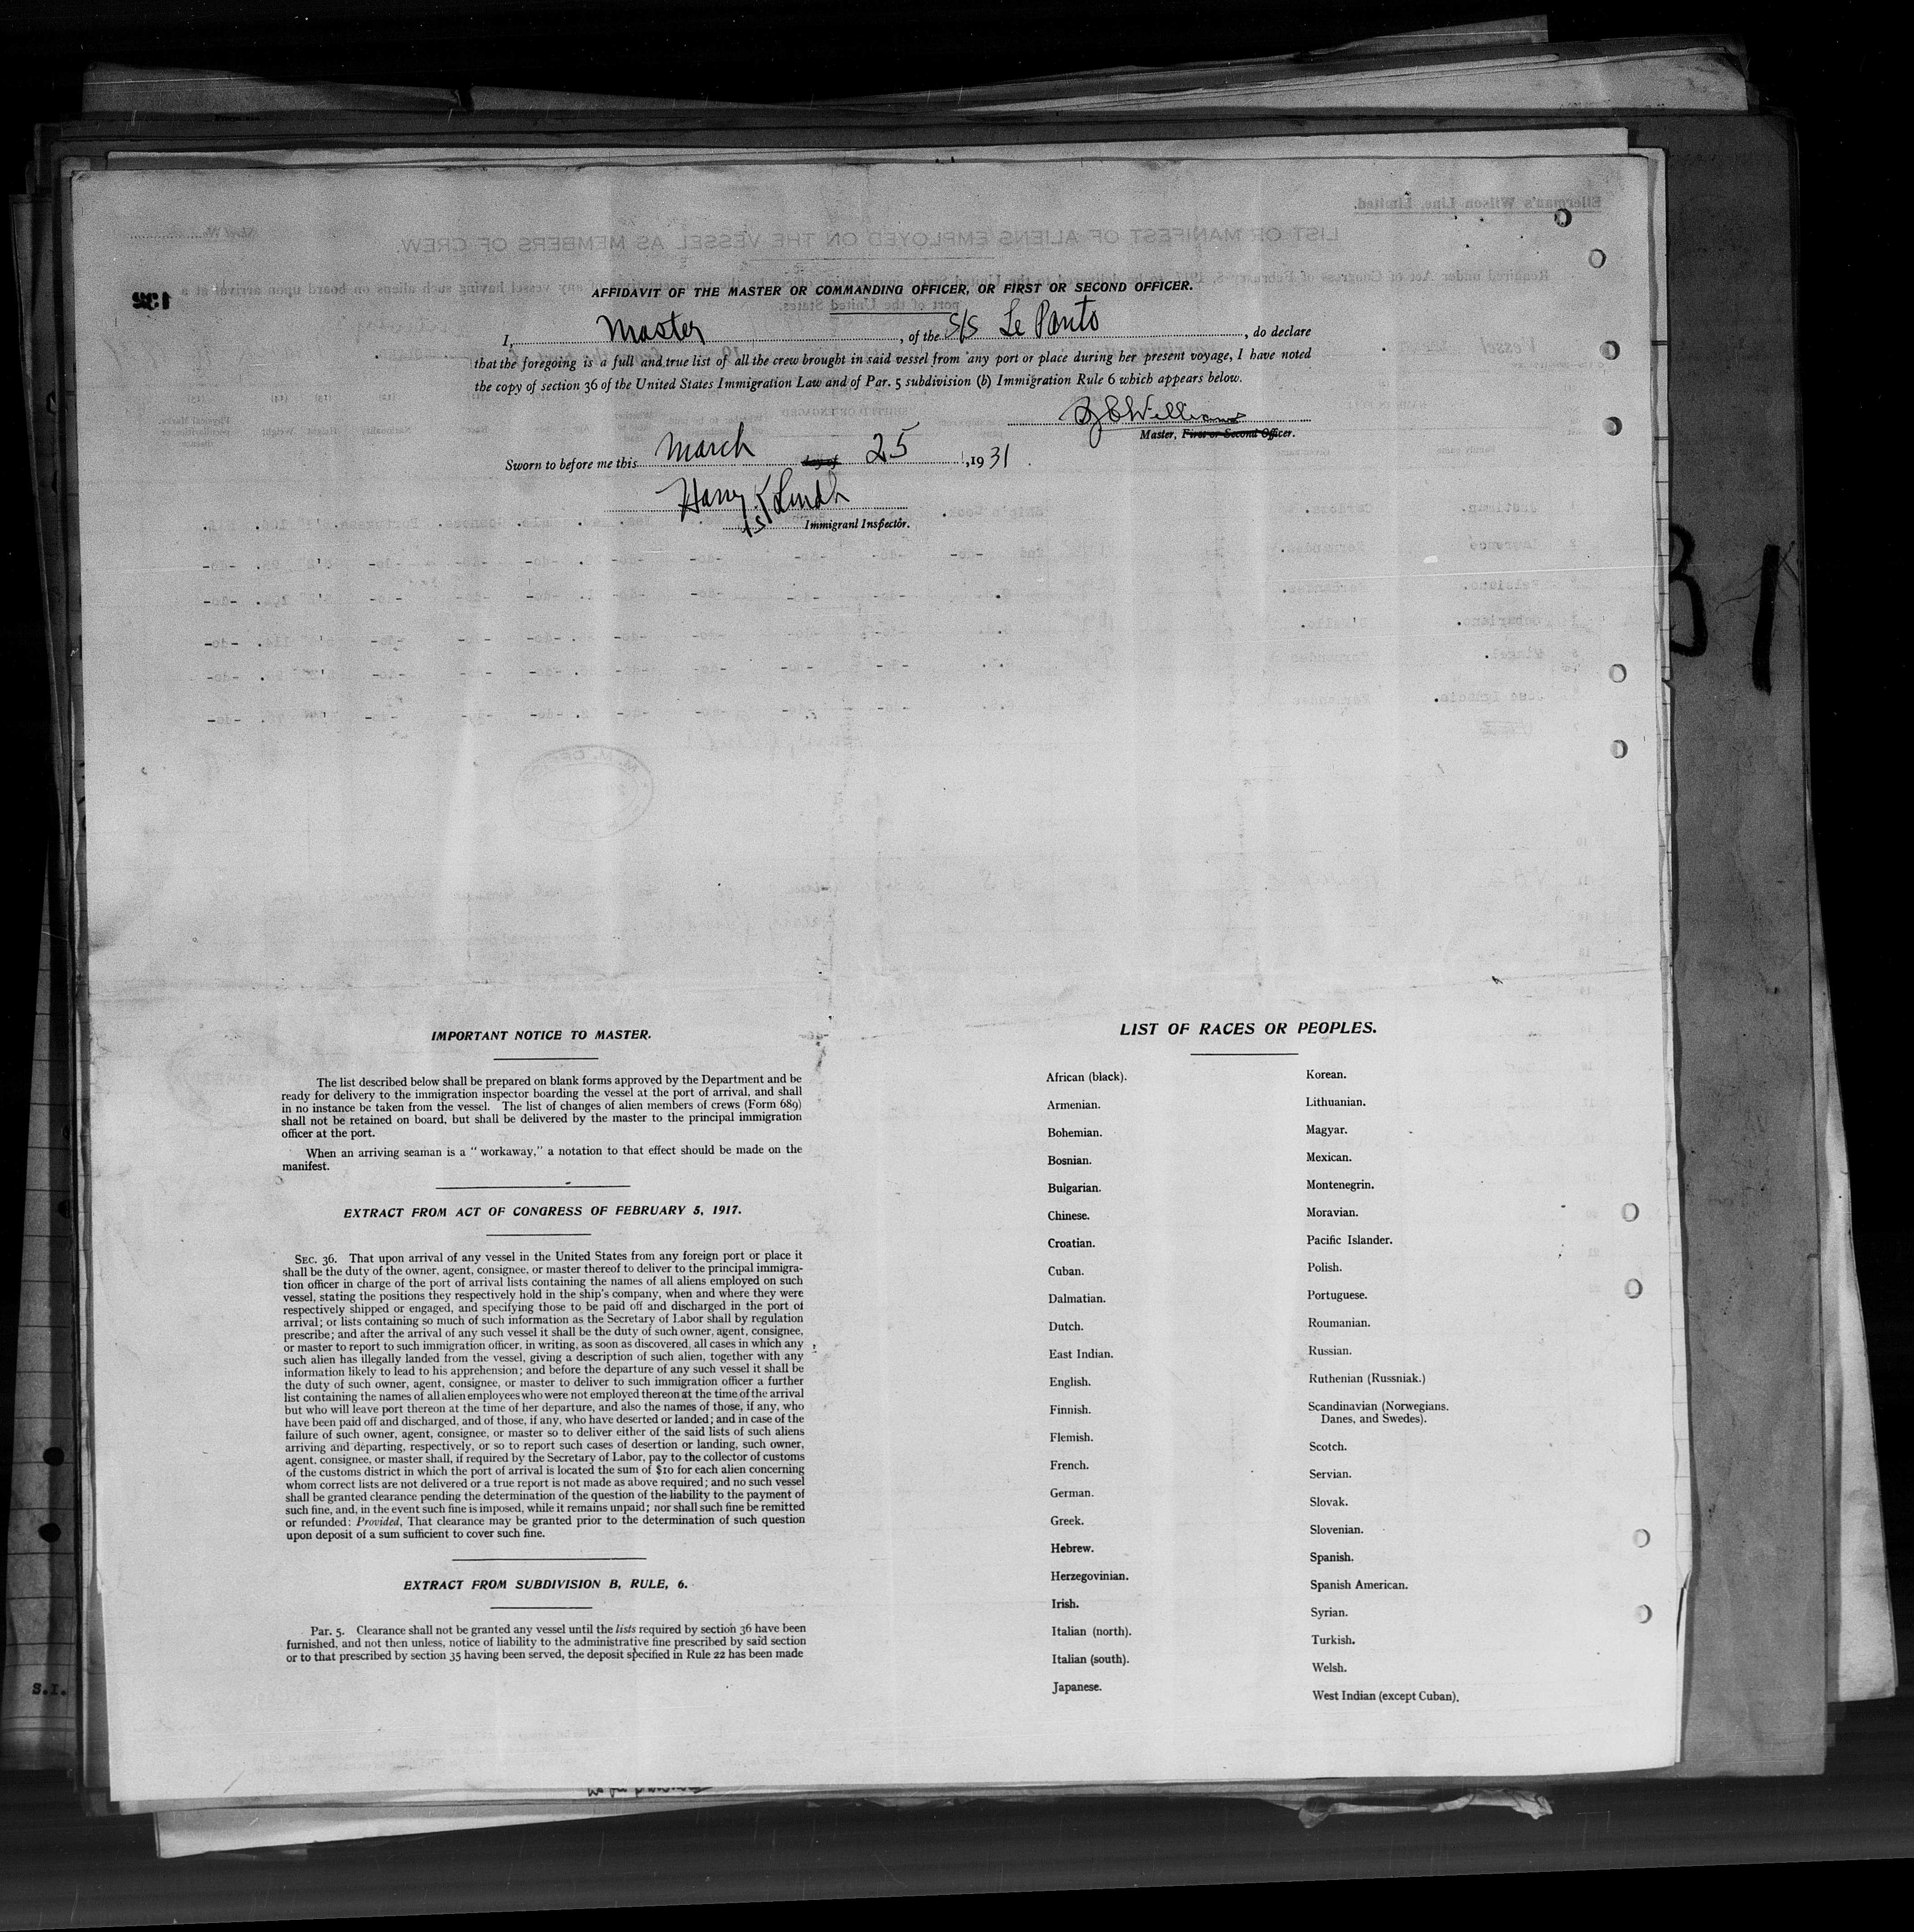 AFFIDAVIT OF THE MASTER OR COMMANDING OFFICER, OR FIRST OR SECOND OFFICER.
I, Master, of the S/S Le Panto, do declare
that the foregoing is a full and true list of all the crew brought in said vessel from any port or place during her present voyage, I have noted
the copy of section 36 of the United States Immigration Law and of Par. 5 subdivision (b) Immigration Rule 6 which appears below.
Williams
Master, First or Second Officer.
Sworn to before me this March day of 25, 1931.
Harry K
Immigrant Inspector.
IMPORTANT NOTICE TO MASTER.
The list described below shall be prepared on blank forms approved by the Department and be
ready for delivery to the immigration inspector boarding the vessel at the port of arrival, and shall
in no instance be taken from the vessel. The list of changes of alien members of crews (Form 689)
shall not be retained on board, but shall be delivered by the master to the principal immigration
officer at the port.
When an arriving seaman is a " workaway," a notation to that effect should be made on the
manifest.
EXTRACT FROM ACT OF CONGRESS OF FEBRUARY 5, 1917.
SEC. 36. That upon arrival of any vessel in the United States from any foreign port or place it
shall be the duty of the owner, agent, consignee, or master thereof to deliver to the principal immigra-
tion officer in charge of the port of arrival lists containing the names of all aliens employed on such
vessel, stating the positions they respectively hold in the ship's company, when and where they were
respectively shipped or engaged, and specifying those to be paid off and discharged in the port of
arrival; or lists containing so much of such information as the Secretary of Labor shall by regulation
prescribe; and after the arrival of any such vessel it shall be the duty of such owner, agent, consignee,
or master to report to such immigration officer, in writing, as soon as discovered, all cases in which any
such alien has illegally landed from the vessel, giving a description of such alien, together with any
information likely to lead to his apprehension; and before the departure of any such vessel it shall be
the duty of such owner, agent, consignee, or master to deliver to such immigration officer a further
list containing the names of all alien employees who were not employed thereon at the time of the arrival
but who will leave port thereon at the time of her departure, and also the names of those, if any, who
have been paid off and discharged, and of those, if any, who have deserted or landed; and in case of the
failure of such owner, agent, consignee, or master so to deliver either of the said lists of such aliens
arriving and departing, respectively, or so to report such cases of desertion or landing, such owner,
agent. consignee, or master shall, if required by the Secretary of Labor, pay to the collector of customs
of the customs district in which the port of arrival is located the sum of $10 for each alien concerning
whom correct lists are not delivered or a true report is not made as above required; and no such vessel
shall be granted clearance pending the determination of the question of the liability to the payment of
such fine, and, in the event such fine is imposed, while it remains unpaid; nor shall such fine be remitted
or refunded: Provided, That clearance may be granted prior to the determination of such question
upon deposit of a sum sufficient to cover such fine.
EXTRACT FROM SUBDIVISION B, RULE, 6.
Par. 5. Clearance shall not be granted any vessel until the lists required by section 36 have been
furnished, and not then unless, notice of liability to the administrative fine prescribed by said section
or to that prescribed by section 35 having been served, the deposit specified in Rule 22 has been made
LIST OF RACES OR PEOPLES.
African (black).
Armenian.
Bohemian.
Bosnian.
Bulgarian.
Chinese.
Croatian.
Cuban.
Dalmatian.
Dutch.
East Indian.
English.
Finnish.
Flemish.
French.
German.
Greek.
Hebrew.
Herzegovinian.
Irish.
Italian (north).
Italian (south).
Japanese.
Korean.
Lithuanian.
Magyar.
Mexican.
Montenegrin.
Moravian.
Pacific Islander.
Polish.
Portuguese.
Roumanian.
Russian.
Ruthenian (Russniak.)
Scandinavian (Norwegians.
Danes, and Swedes).
Scotch.
Servian.
Slovak.
Slovenian.
Spanish.
Spanish American.
Syrian.
Turkish.
Welsh.
West Indian (except Cuban).
S.I.
31